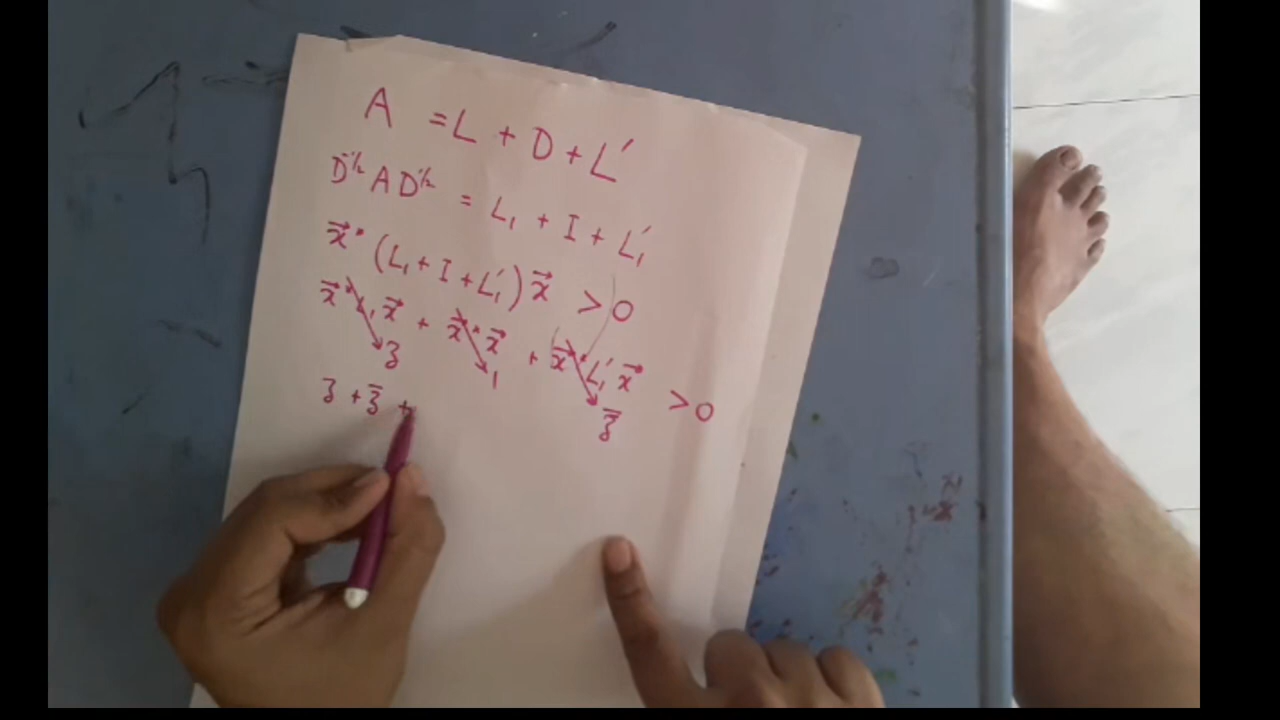 A = L + D + L′
D^-½ A D^-½ = L₁ + I + L₁′
x⃗* (L₁ + I + L₁′) x⃗ > 0
x⃗* L₁ x⃗ + x⃗* x⃗ + x⃗* L₁′ x⃗ > 0
z 1 z̄
z + z̄ +